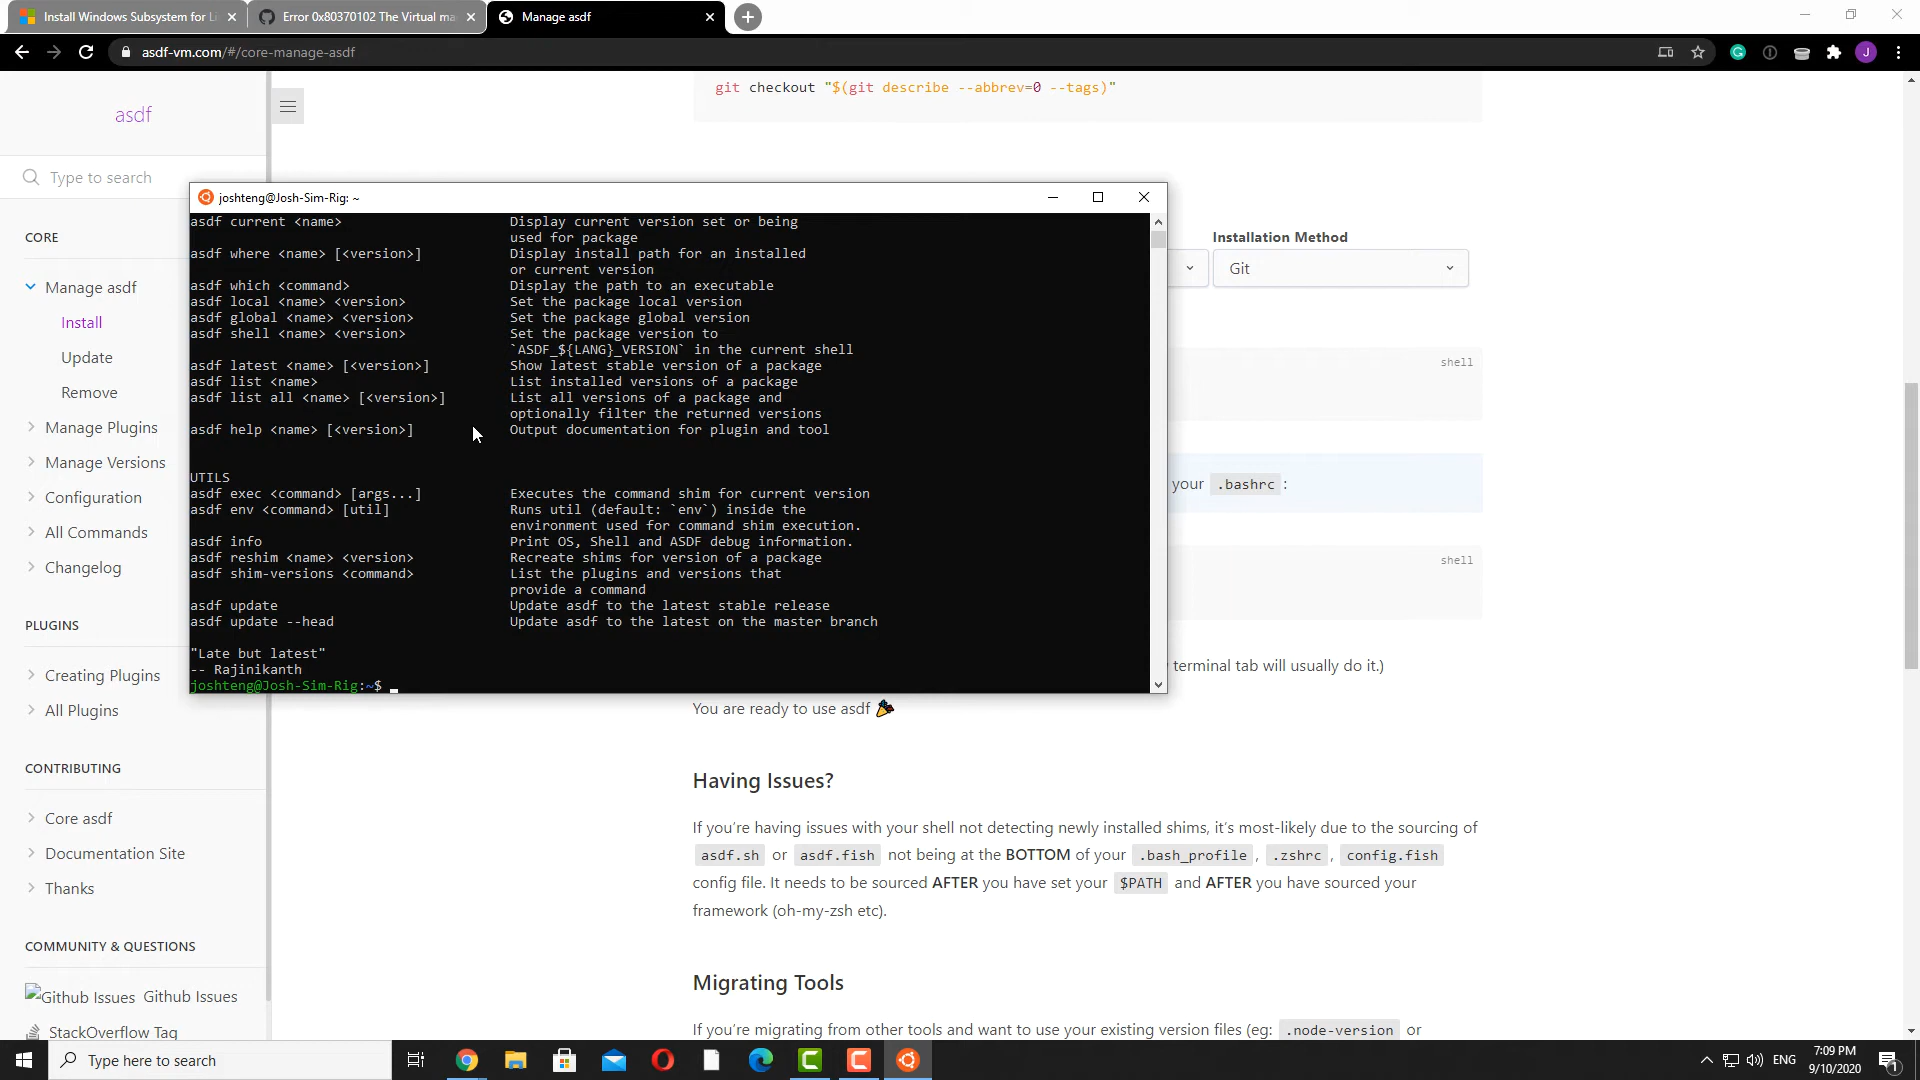 Install Windows Subsystem for Li
Error 0x80370102 The Virtual ma
Manage asdf
asdf-vm.com/#/core-manage-asdf
J
asdf
Type to search
CORE
Manage asdf
Install
Update
Remove
Manage Plugins
Manage Versions
Configuration
All Commands
Changelog
PLUGINS
Creating Plugins
All Plugins
CONTRIBUTING
Core asdf
Documentation Site
Thanks
COMMUNITY & QUESTIONS
Github Issues Github Issues
StackOverflow Tag
git checkout "$(git describe --abbrev=0 --tags)"
Installation Method
Git
shell
your .bashrc :
shell
terminal tab will usually do it.)
You are ready to use asdf 🎉
Having Issues?
If you’re having issues with your shell not detecting newly installed shims, it’s most-likely due to the sourcing of
asdf.sh or asdf.fish not being at the BOTTOM of your .bash_profile , .zshrc , config.fish
config file. It needs to be sourced AFTER you have set your $PATH and AFTER you have sourced your
framework (oh-my-zsh etc).
Migrating Tools
If you’re migrating from other tools and want to use your existing version files (eg: .node-version or
joshteng@Josh-Sim-Rig: ~
asdf current <name> Display current version set or being
used for package
asdf where <name> [<version>] Display install path for an installed
or current version
asdf which <command> Display the path to an executable
asdf local <name> <version> Set the package local version
asdf global <name> <version> Set the package global version
asdf shell <name> <version> Set the package version to
`ASDF_${LANG}_VERSION` in the current shell
asdf latest <name> [<version>] Show latest stable version of a package
asdf list <name> List installed versions of a package
asdf list all <name> [<version>] List all versions of a package and
optionally filter the returned versions
asdf help <name> [<version>] Output documentation for plugin and tool
UTILS
asdf exec <command> [args...] Executes the command shim for current version
asdf env <command> [util] Runs util (default: `env`) inside the
environment used for command shim execution.
asdf info Print OS, Shell and ASDF debug information.
asdf reshim <name> <version> Recreate shims for version of a package
asdf shim-versions <command> List the plugins and versions that
provide a command
asdf update Update asdf to the latest stable release
asdf update --head Update asdf to the latest on the master branch
"Late but latest"
-- Rajinikanth
joshteng@Josh-Sim-Rig:~$
Type here to search
ENG
7:09 PM
9/10/2020
1